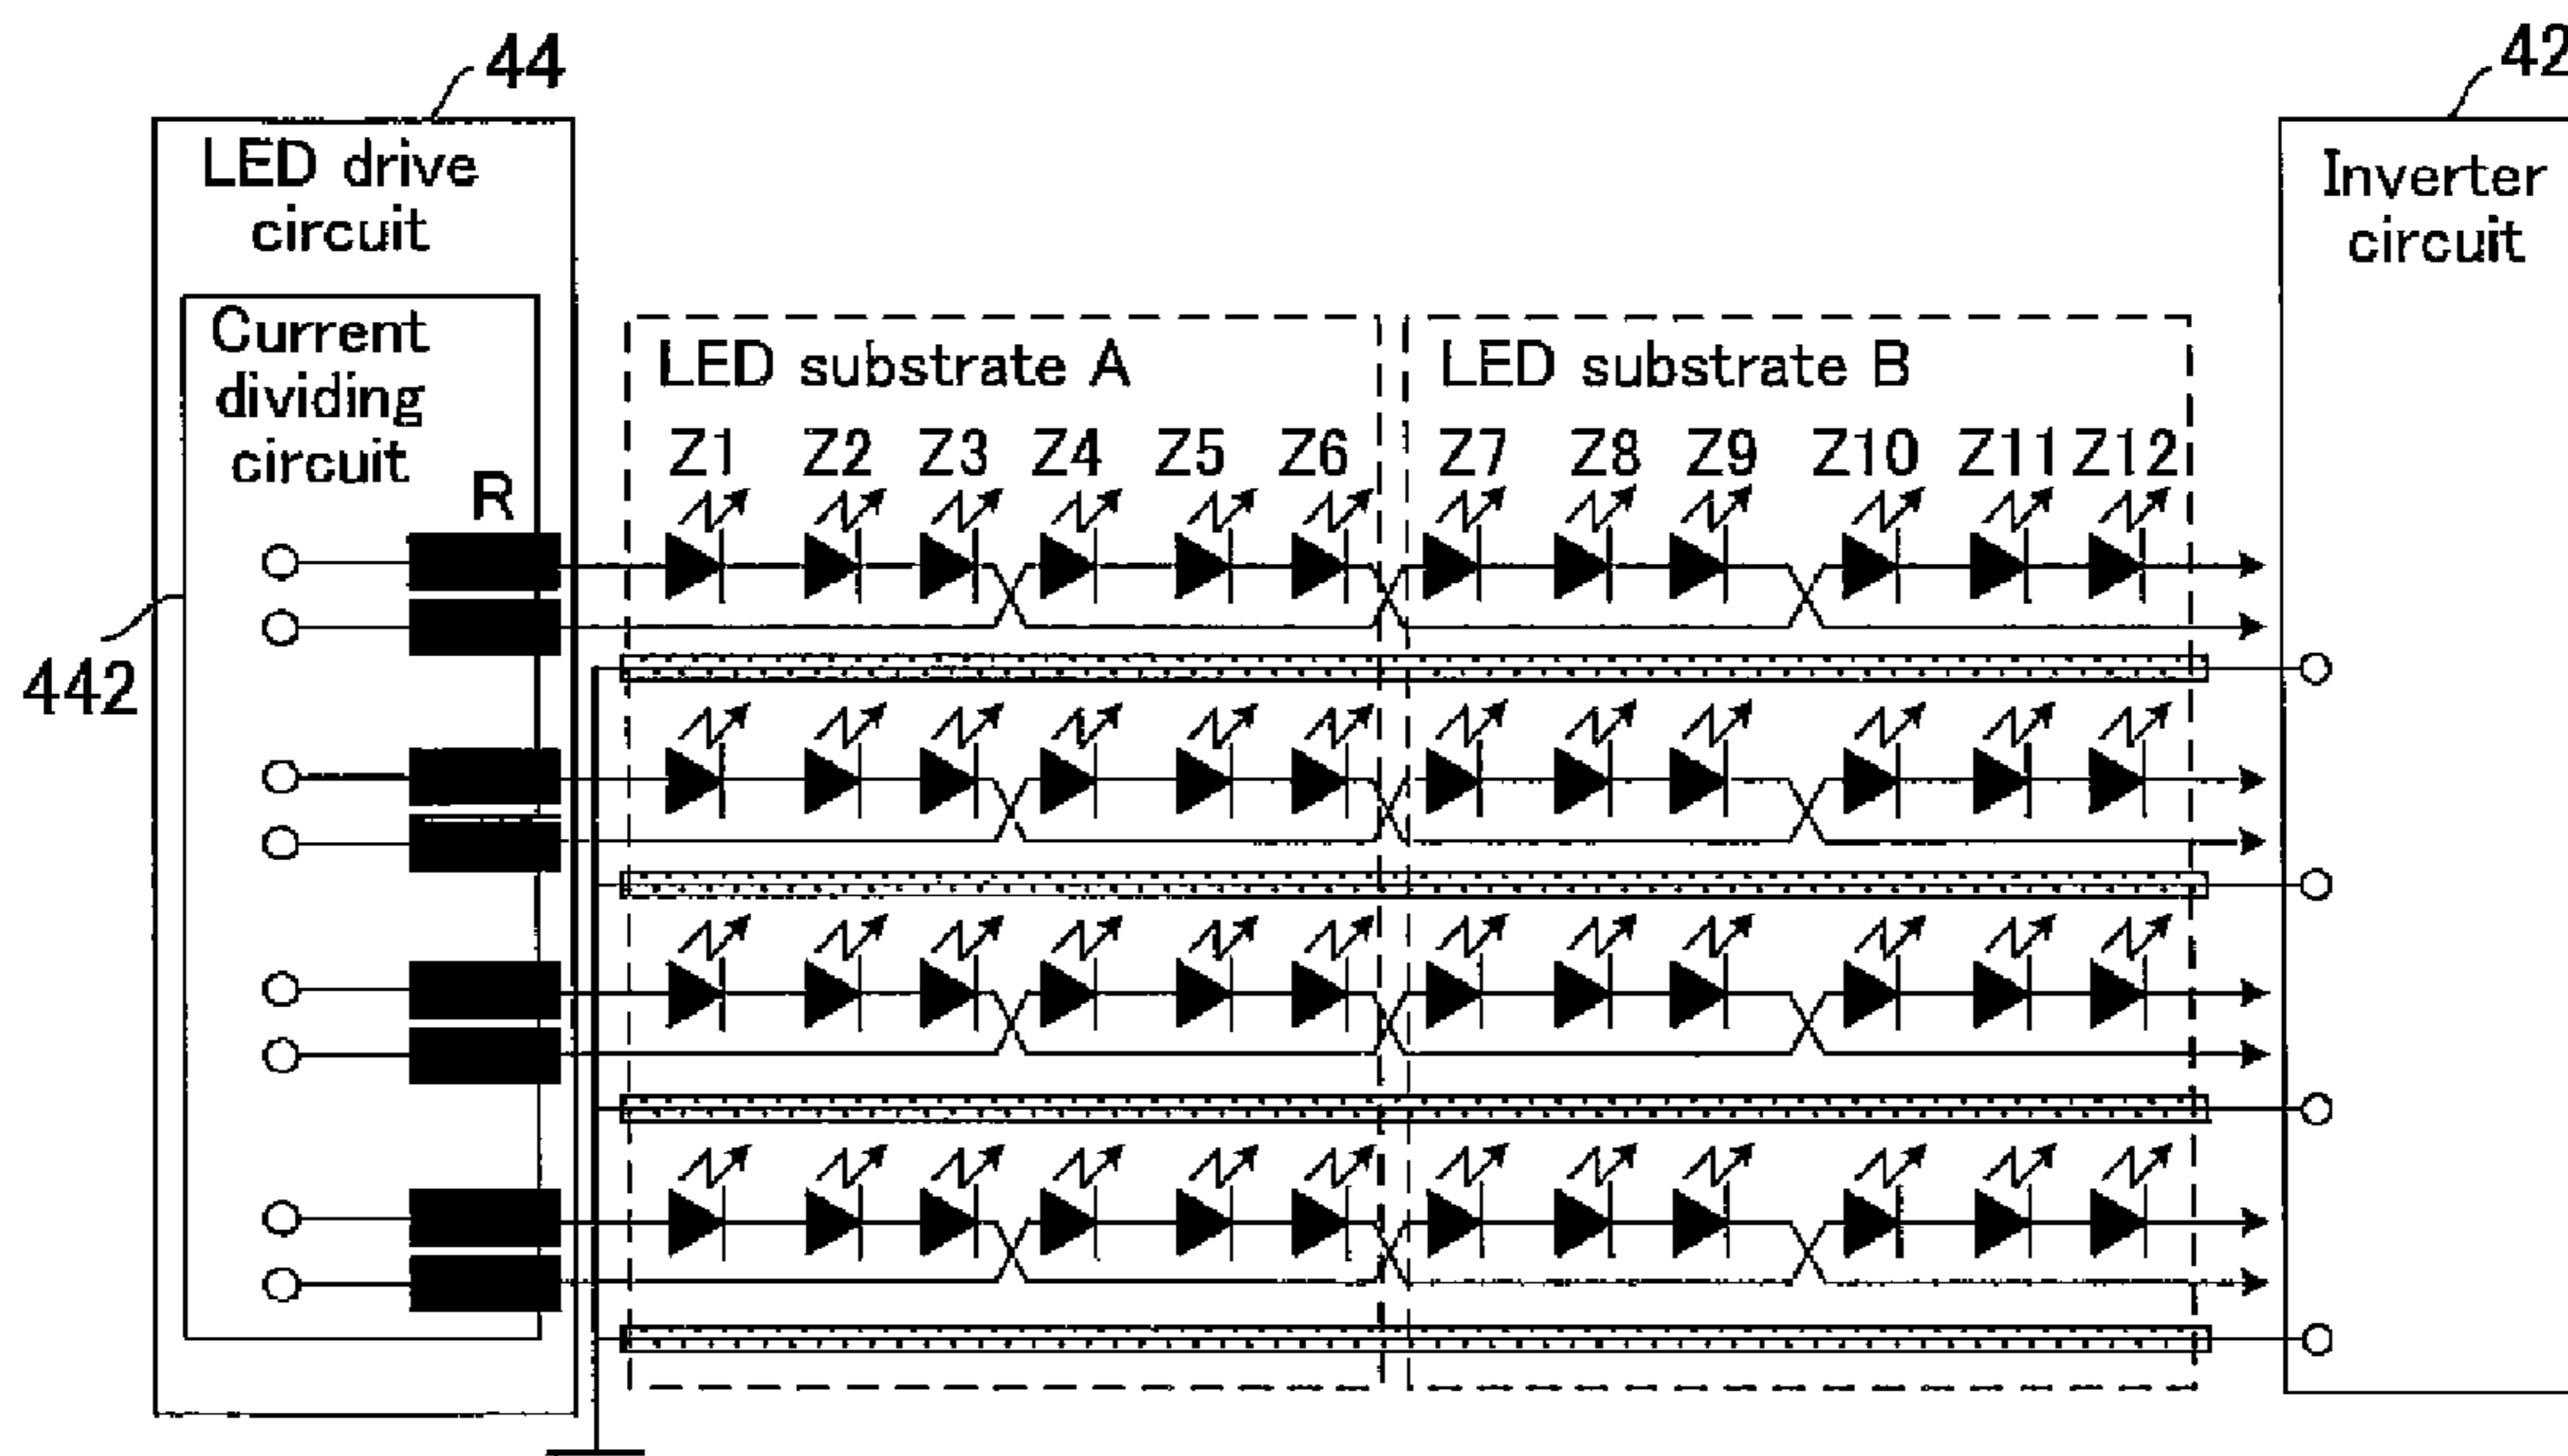 44
42
LED drive
circuit
Inverter
circuit
Current
dividing
circuit
R
442
LED substrate A
LED substrate B
Z1 Z2 Z3 Z4 Z5 Z6
Z7 Z8 Z9 Z10 Z11 Z12